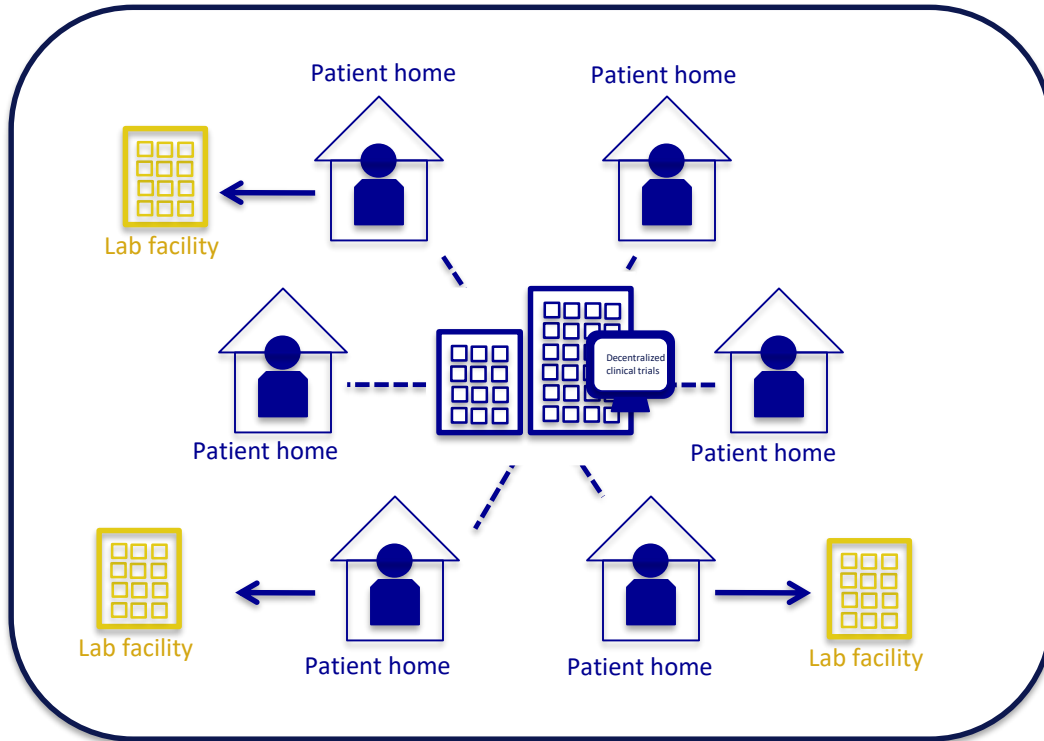 Patient home
Patient home
Lab facility
Decentralized
clinical trials
Patient home
Patient home
Lab facility
Patient home
Patient home
Lab facility